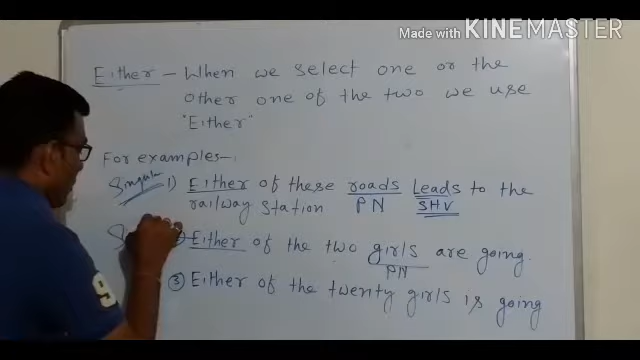 Made with KINEMASTER
Either – When we select one or the
other one of the two we use
"Either"
For examples–
Singular 1) Either of these roads Leads to the
railway station PN SHV
Either of the two girls are going.
PN
3 Either of the twenty girls is going
9